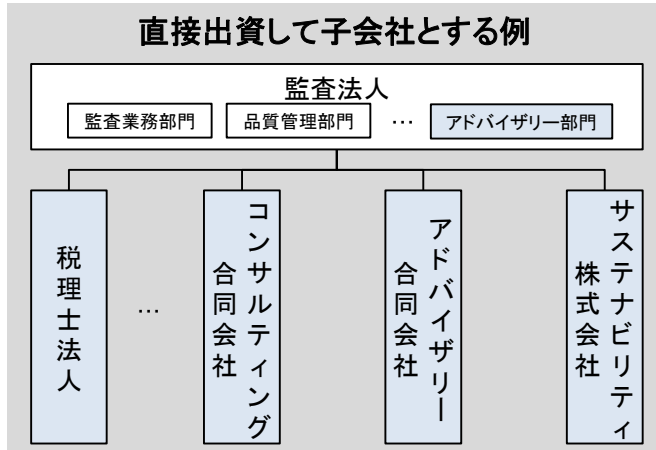 直接出資して子会社とする例
監査法人
監査業務部門
品質管理部門
…
アドバイザリー部門
税理士法人
…
コンサルティング
合同会社
アドバイザリー
合同会社
サステナビリティ
株式会社